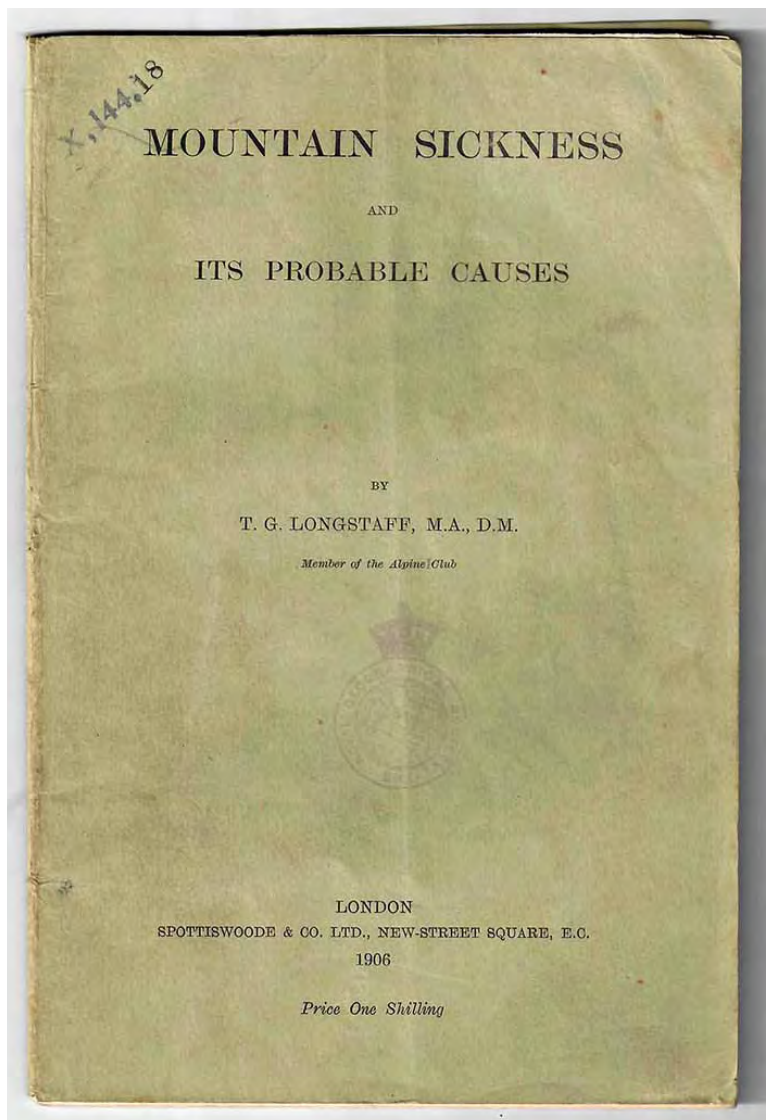 X.144.18
MOUNTAIN SICKNESS
AND
ITS PROBABLE CAUSES
BY
T. G. LONGSTAFF, M.A., D.M.
Member of the Alpine Club
LONDON
SPOTTISWOODE & CO. LTD., NEW-STREET SQUARE, E.C.
1906
Price One Shilling